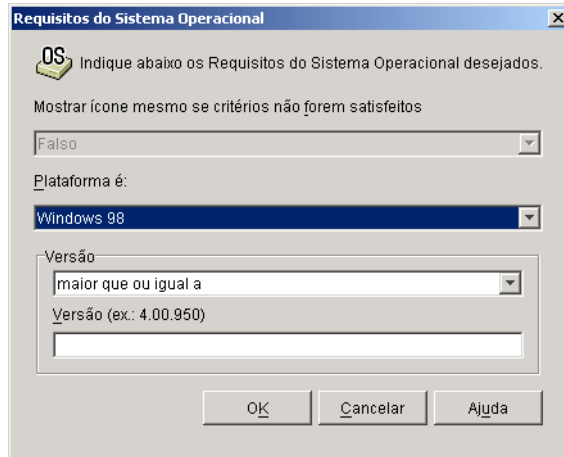 Requisitos do Sistema Operacional
OS
Indique abaixo os Requisitos do Sistema Operacional desejados.
Mostrar ícone mesmo se critérios não forem satisfeitos
Falso
Plataforma é:
Windows 98
Versão
maior que ou igual a
Versão (ex.: 4.00.950)
OK Cancelar Ajuda